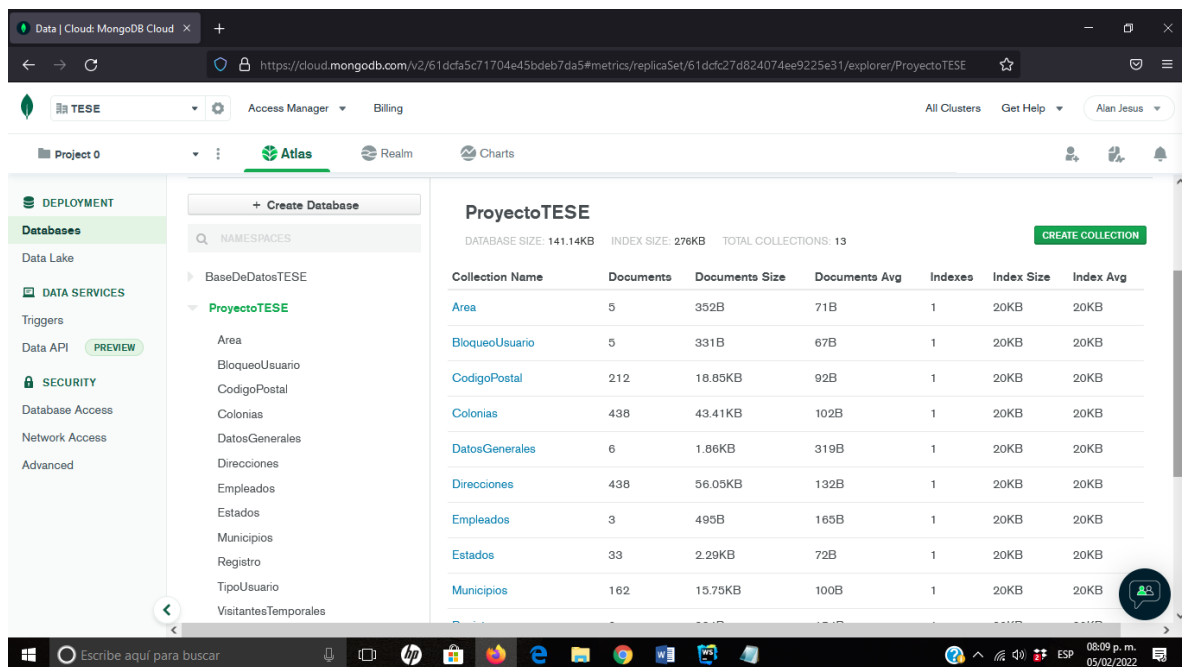 Data | Cloud: MongoDB Cloud
https://cloud.mongodb.com/v2/61dcfa5c71704e45bdeb7da5#metrics/replicaSet/61dcfc27d824074ee9225e31/explorer/ProyectoTESE
TESE Access Manager Billing All Clusters Get Help Alan Jesus
Project 0 Atlas Realm Charts
DEPLOYMENT
Databases
Data Lake
DATA SERVICES
Triggers
Data API PREVIEW
SECURITY
Database Access
Network Access
Advanced
+ Create Database
NAMESPACES
BaseDeDatosTESE
ProyectoTESE
Area
BloqueoUsuario
CodigoPostal
Colonias
DatosGenerales
Direcciones
Empleados
Estados
Municipios
Registro
TipoUsuario
VisitantesTemporales
ProyectoTESE
DATABASE SIZE: 141.14KB INDEX SIZE: 276KB TOTAL COLLECTIONS: 13
CREATE COLLECTION
Collection Name Documents Documents Size Documents Avg Indexes Index Size Index Avg
Area 5 352B 71B 1 20KB 20KB
BloqueoUsuario 5 331B 67B 1 20KB 20KB
CodigoPostal 212 18.85KB 92B 1 20KB 20KB
Colonias 438 43.41KB 102B 1 20KB 20KB
DatosGenerales 6 1.86KB 319B 1 20KB 20KB
Direcciones 438 56.05KB 132B 1 20KB 20KB
Empleados 3 495B 165B 1 20KB 20KB
Estados 33 2.29KB 72B 1 20KB 20KB
Municipios 162 15.75KB 100B 1 20KB 20KB
Escribe aquí para buscar
ESP
08:09 p. m.
05/02/2022